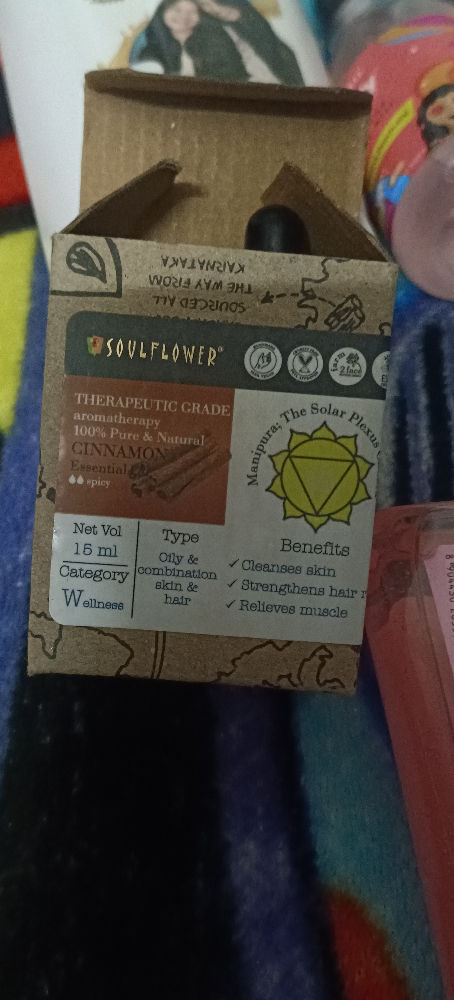 KARNATAKA
THE WAY FROM
SOURCED ALL
SOULFLOWER®
farm
2face
THERAPEUTIC GRADE
aromatherapy
100% Pure & Natural
CINNAMON
Essential
spicy
Manipura; The Solar Plexus
Net Vol
15 ml
Category
Wellness
Type
Oily &
combination
skin &
hair
Benefits
✓ Cleanses skin
✓ Strengthens hair r
✓ Relieves muscle